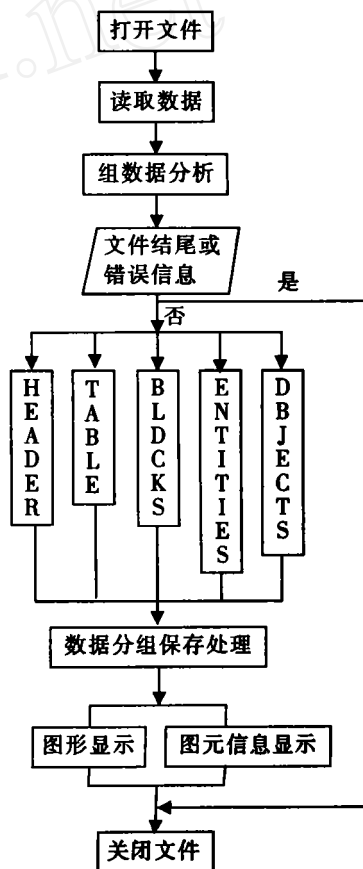 打开文件
读取数据
组数据分析
文件结尾或
错误信息
是
否
HEADER
TABLE
BLDCKS
ENTITIES
DBJECTS
数据分组保存处理
图形显示
图元信息显示
关闭文件